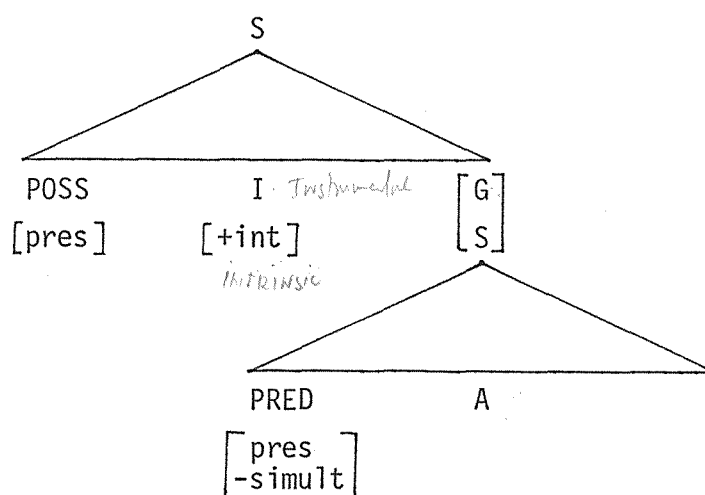 S
POSS I Instrumental [G
[pres] [+int] S]
INTRINSIC
PRED A
[pres
-simult]